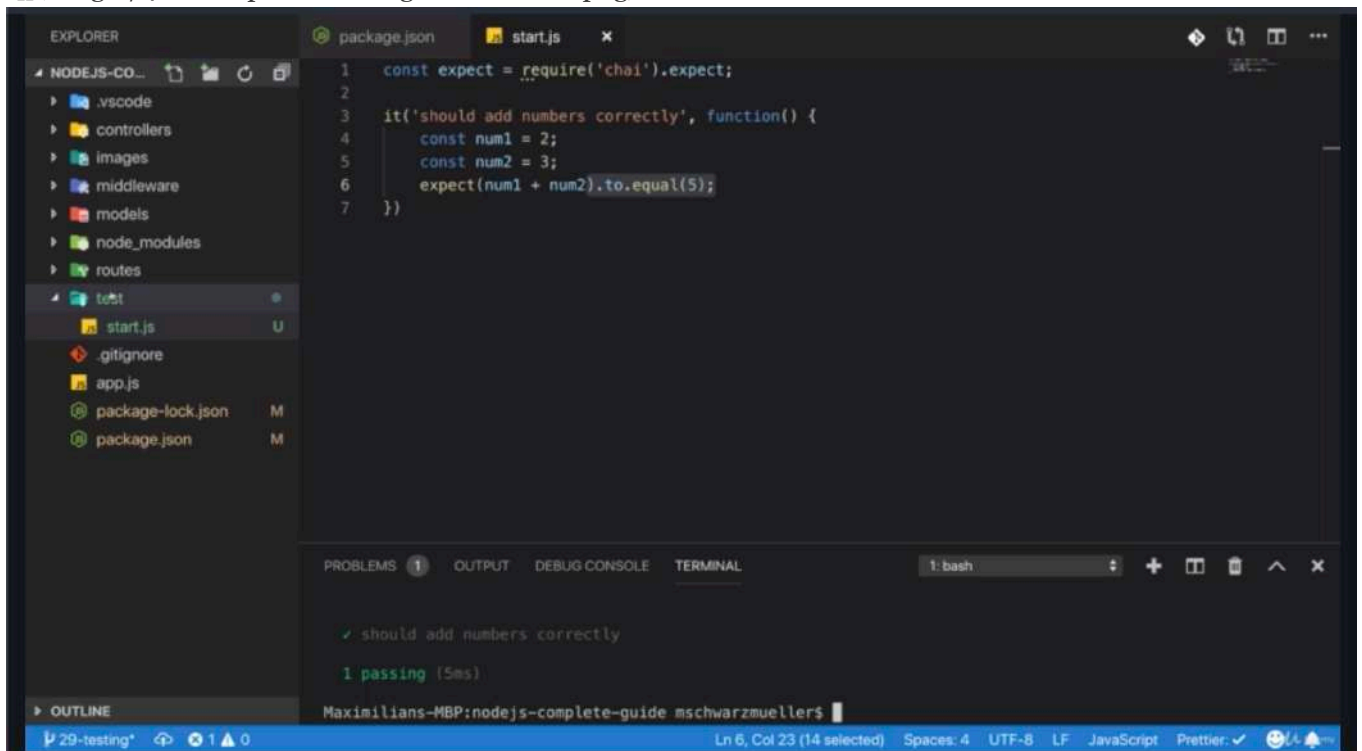 EXPLORER
package.json
start.js
NODEJS-CO...
.vscode
controllers
images
middleware
models
node_modules
routes
test
start.js U
.gitignore
app.js
package-lock.json M
package.json M
OUTLINE
1 const expect = require('chai').expect;
2
3 it('should add numbers correctly', function() {
4 const num1 = 2;
5 const num2 = 3;
6 expect(num1 + num2).to.equal(5);
7 })
PROBLEMS 1 OUTPUT DEBUG CONSOLE TERMINAL 1: bash
✓ should add numbers correctly
1 passing (5ms)
Maximilians-MBP:nodejs-complete-guide mschwarzmueller$
29-testing* 1 0 Ln 6, Col 23 (14 selected) Spaces: 4 UTF-8 LF JavaScript Prettier: ✓